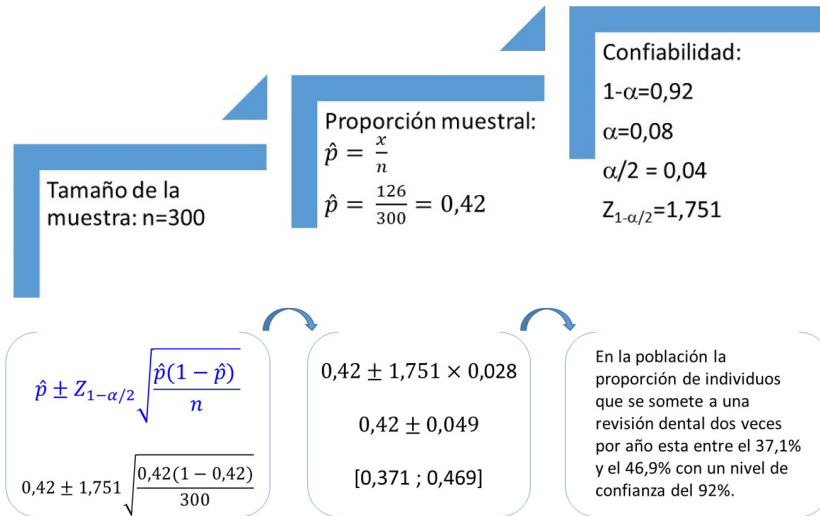 Tamaño de la
muestra: n=300
Proporción muestral:
p̂ = x/n
p̂ = 126/300 = 0,42
Confiabilidad:
1-α=0,92
α=0,08
α/2 = 0,04
Z₁₋α/₂=1,751
p̂ ± Z₁₋α/₂ √(p̂(1 − p̂)/n)
0,42 ± 1,751 √(0,42(1 − 0,42)/300)
0,42 ± 1,751 × 0,028
0,42 ± 0,049
[0,371 ; 0,469]
En la población la
proporción de individuos
que se somete a una
revisión dental dos veces
por año esta entre el 37,1%
y el 46,9% con un nivel de
confianza del 92%.